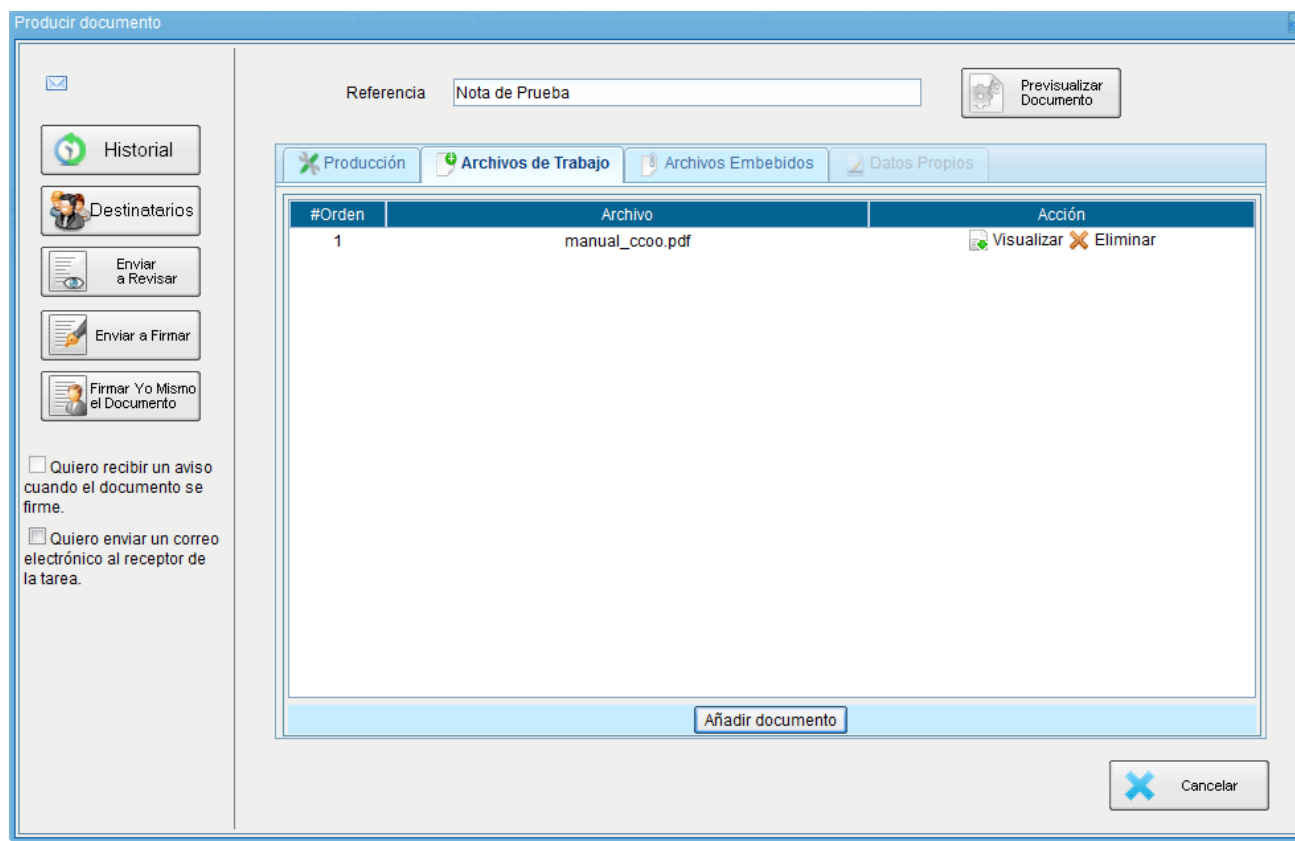 Producir documento
Referencia
Nota de Prueba
Previsualizar
Documento
Historial
Destinatarios
Enviar
a Revisar
Enviar a Firmar
Firmar Yo Mismo
el Documento
Quiero recibir un aviso
cuando el documento se
firme.
Quiero enviar un correo
electrónico al receptor de
la tarea.
Producción
Archivos de Trabajo
Archivos Embebidos
Datos Propios
#Orden Archivo Acción
1 manual_ccoo.pdf Visualizar Eliminar
Añadir documento
Cancelar